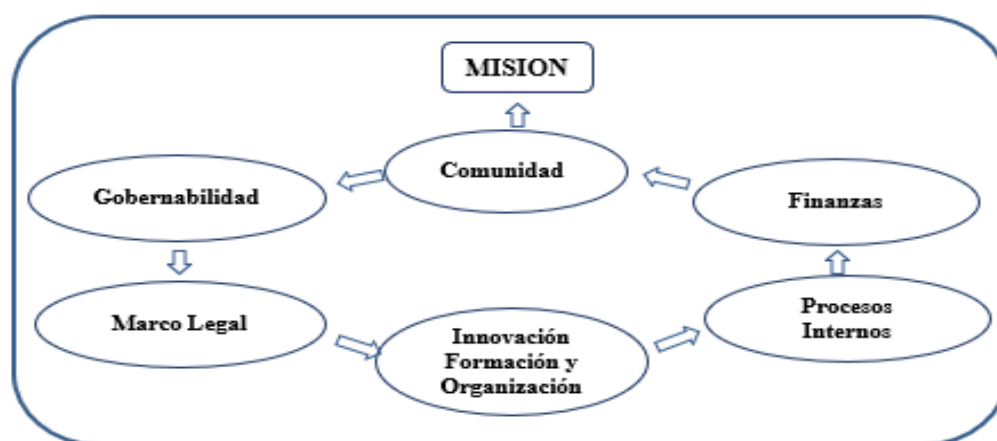 MISION
Comunidad
Gobernabilidad
Finanzas
Marco Legal
Procesos
Internos
Innovación
Formación y
Organización